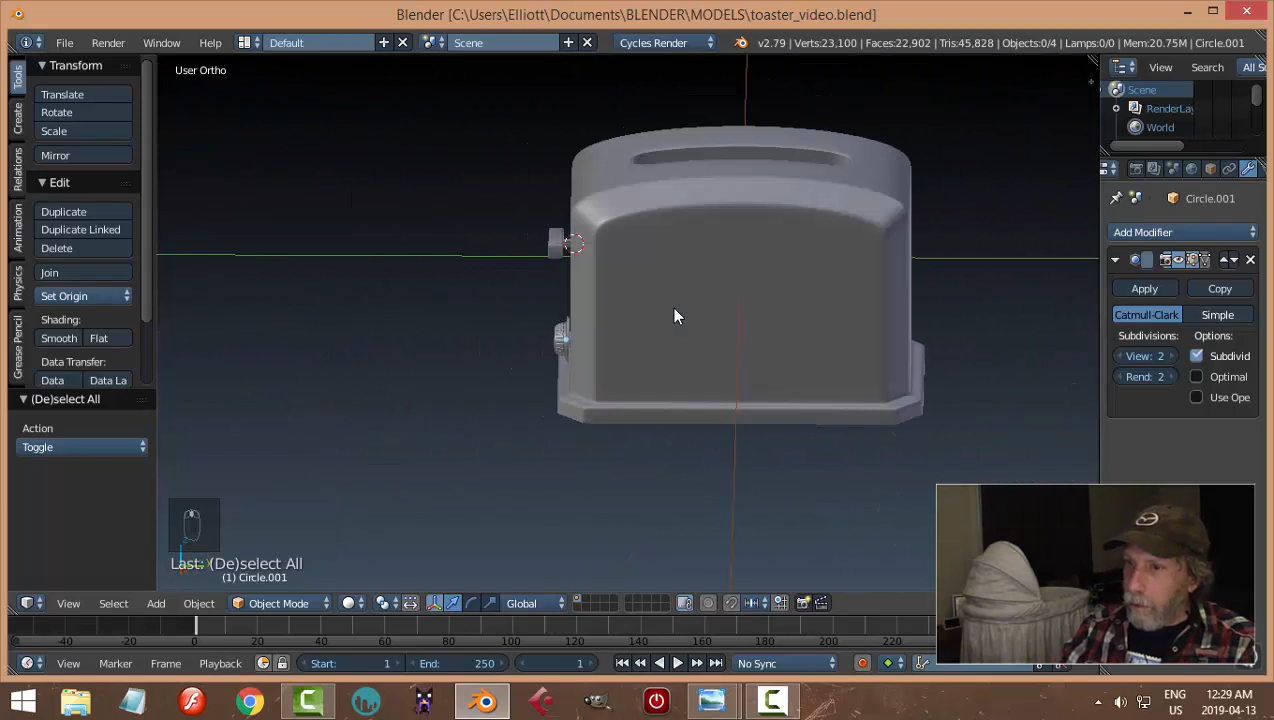 Blender [C:\Users\Elliott\Documents\BLENDER\MODELS\toaster_video.blend]
File Render Window Help Default Scene Cycles Render v2.79 | Verts:23,100 | Faces:22,902 | Tris:45,828 | Objects:0/4 | Lamps:0/0 | Mem:20.75M | Circle.001
Transform
Translate
Rotate
Scale
Mirror
Edit
Duplicate
Duplicate Linked
Delete
Join
Set Origin
Shading:
Smooth Flat
Data Transfer:
Data Data La
Tools
Create
Relations
Animation
Physics
Grease Pencil
(De)select All
Action
Toggle
User Ortho
Last: (De)select All
(1) Circle.001
View Search All S
Scene
RenderLay
World
Circle.001
Add Modifier
Apply Copy
Catmull-Clark Simple
Subdivisions: Options:
View: 2 Subdivid
Rend: 2 Optimal
Use Ope
View Select Add Object Object Mode Global
-40 -20 0 20 40 60 80 100 120 140 160 180 200 220
View Marker Frame Playback Start: 1 End: 250 1 No Sync
ENG 12:29 AM
US 2019-04-13